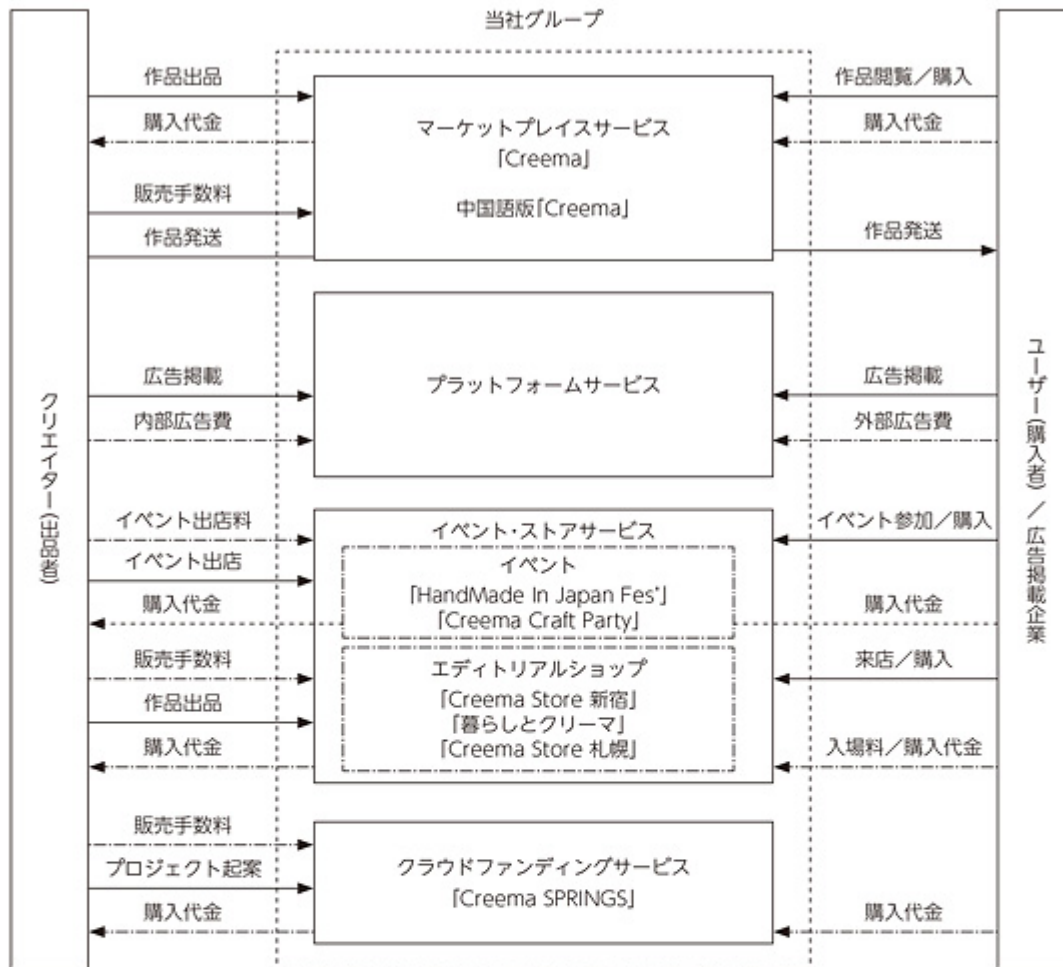 当社グループ
クリエイター(出品者)
作品出品
購入代金
販売手数料
作品発送
マーケットプレイスサービス
「Creema」
中国語版「Creema」
作品閲覧／購入
購入代金
作品発送
広告掲載
内部広告費
プラットフォームサービス
広告掲載
外部広告費
イベント出店料
イベント出店
購入代金
販売手数料
作品出品
購入代金
イベント・ストアサービス
イベント
「HandMade In Japan Fes'」
「Creema Craft Party」
エディトリアルショップ
「Creema Store 新宿」
「暮らしとクリーマ」
「Creema Store 札幌」
イベント参加／購入
購入代金
来店／購入
入場料／購入代金
販売手数料
プロジェクト起案
購入代金
クラウドファンディングサービス
「Creema SPRINGS」
購入代金
ユーザー(購入者)／広告掲載企業